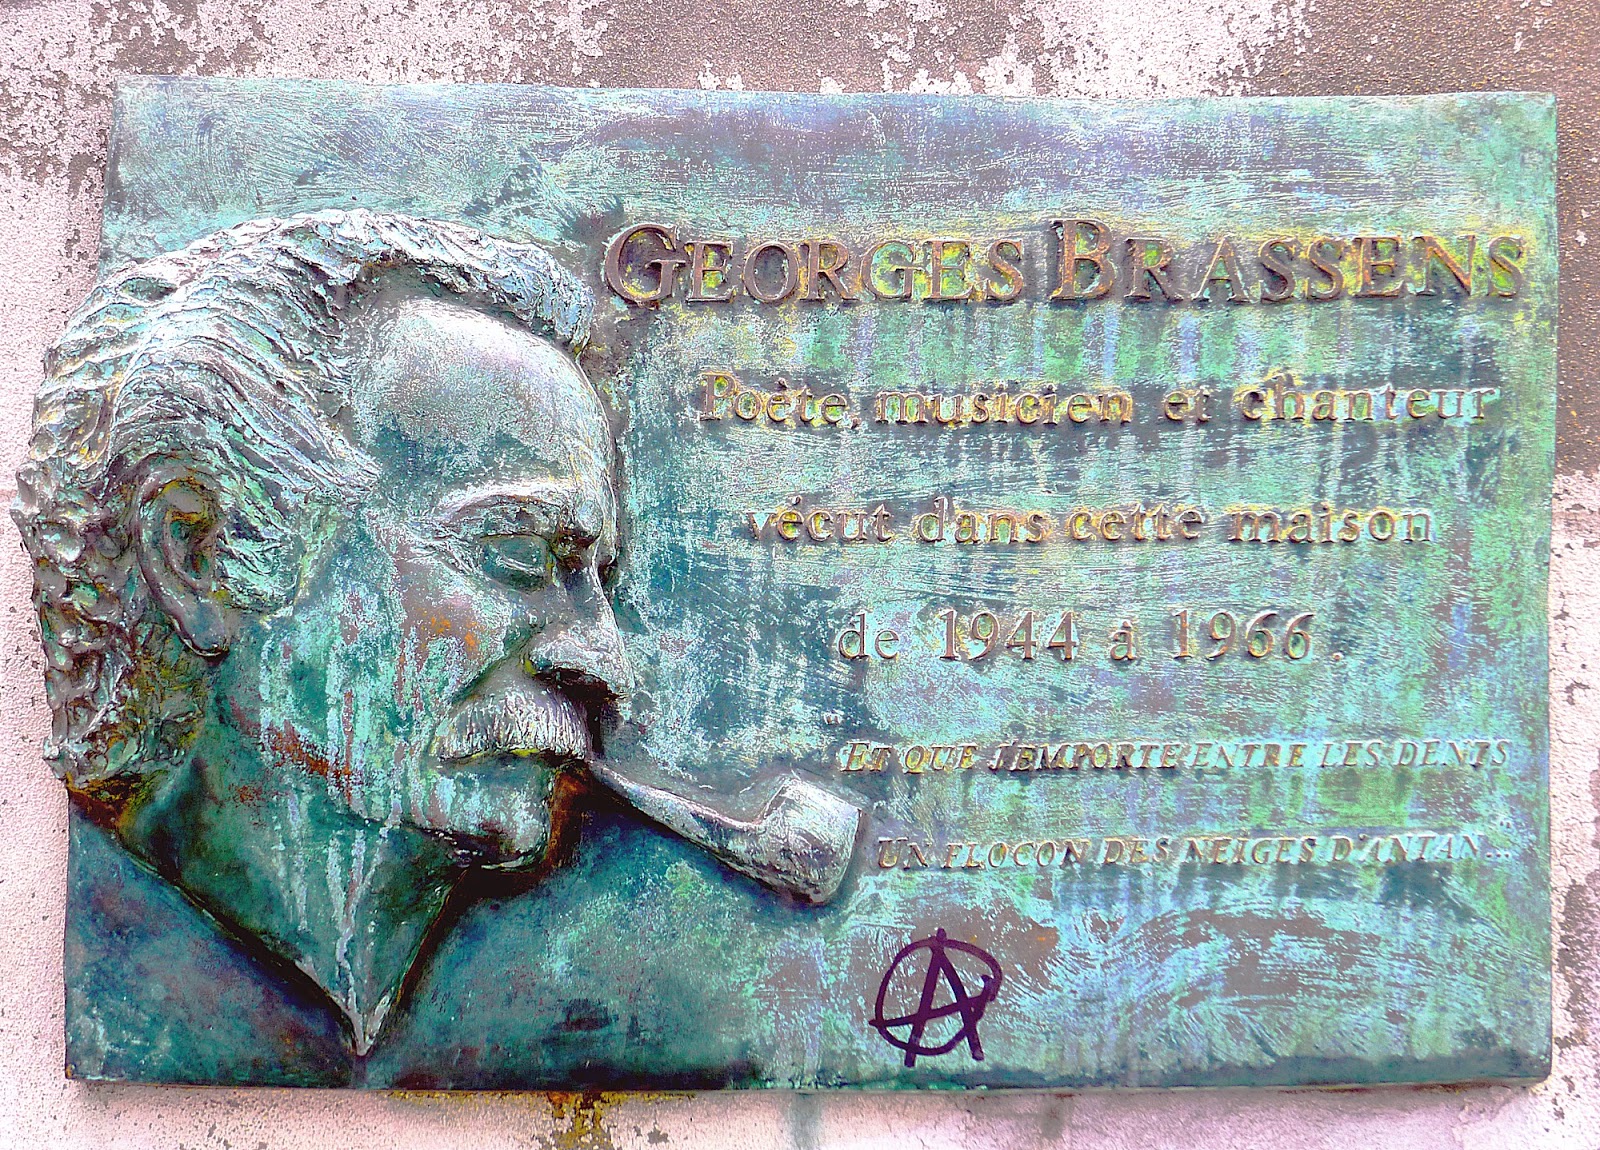 GEORGES BRASSENS
Poète, musicien et chanteur
vécut dans cette maison
de 1944 à 1966.
"ET QUE J'EMPORTE ENTRE LES DENTS
UN FLOCON DES NEIGES D'ANTAN..."